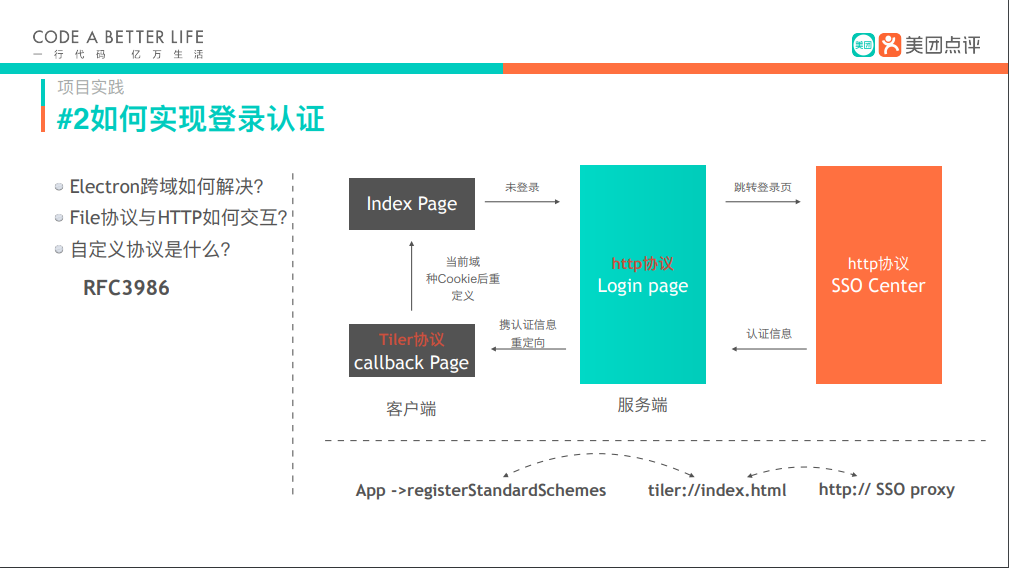 CODE A BETTER LIFE
一行代码 亿万生活
美团
美团点评
项目实践
#2如何实现登录认证
Electron跨域如何解决?
File协议与HTTP如何交互?
自定义协议是什么?
RFC3986
Index Page
未登录
http协议
Login page
跳转登录页
http协议
SSO Center
当前域
种Cookie后重
定义
Tiler协议
callback Page
携认证信息
重定向
认证信息
客户端
服务端
App ->registerStandardSchemes
tiler://index.html
http:// SSO proxy